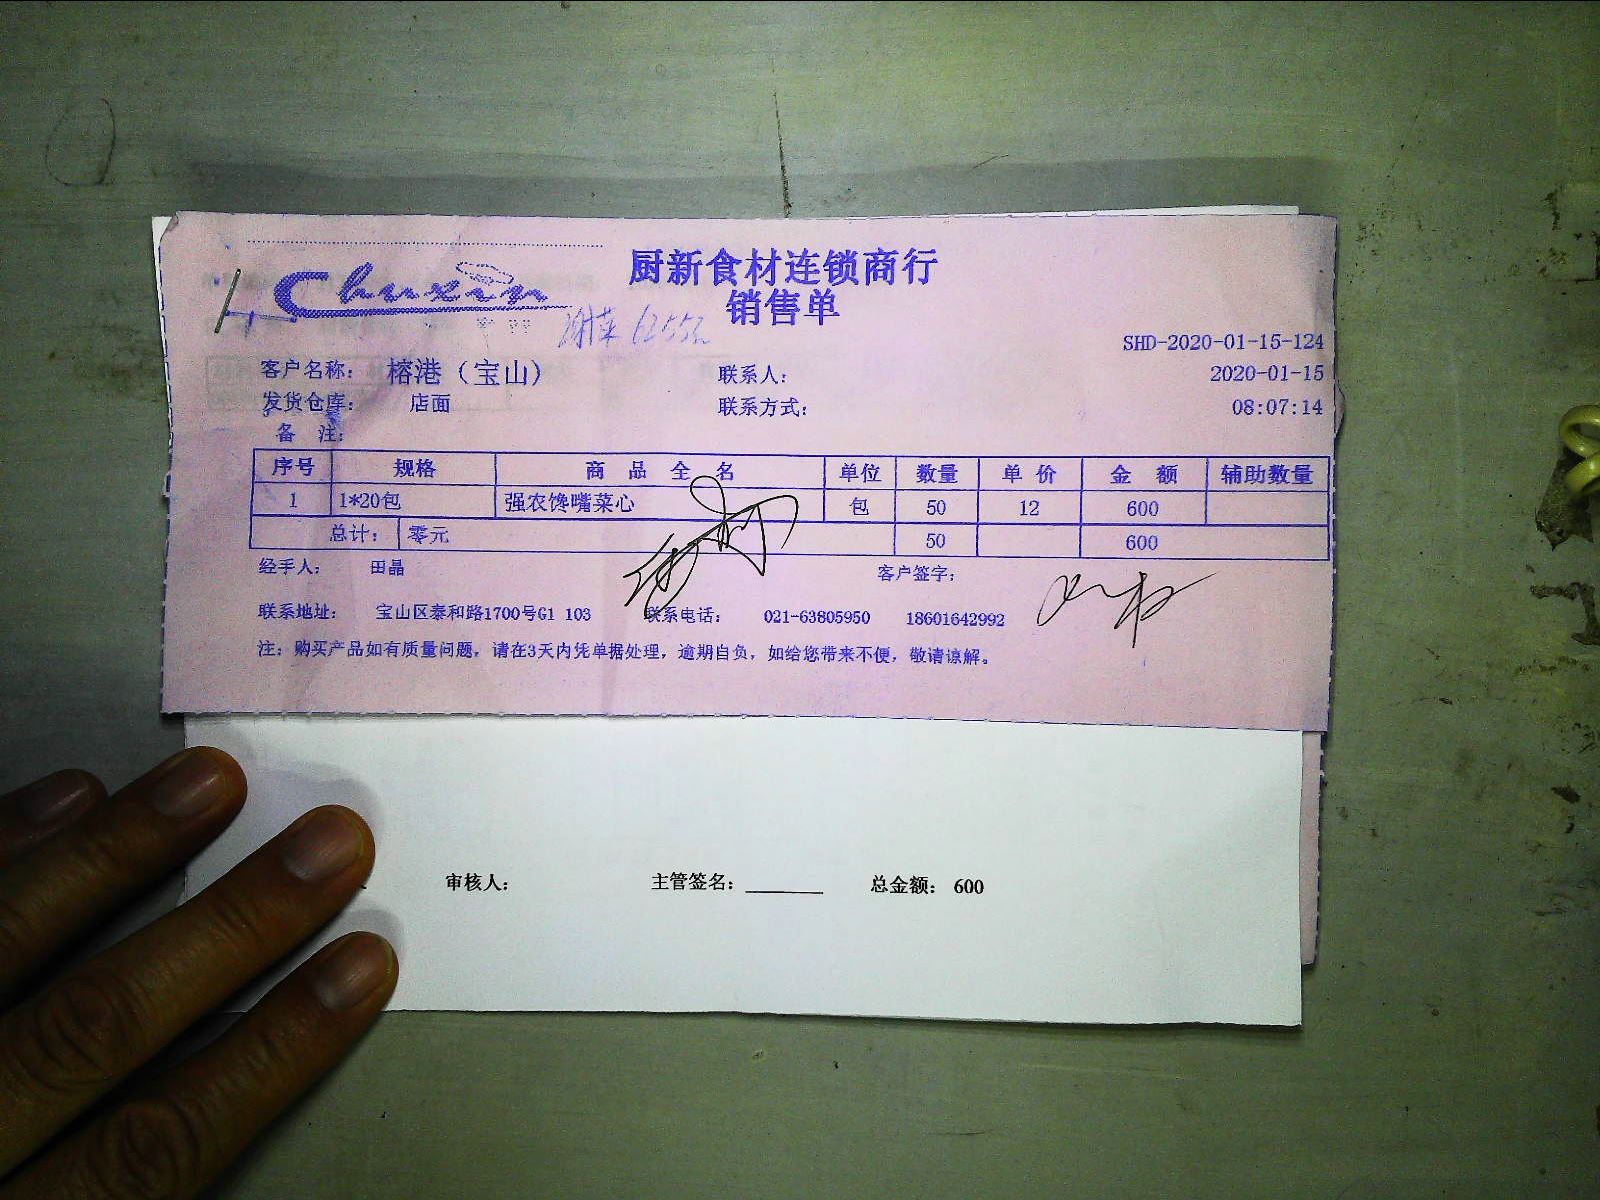 Chuxin
厨新食材连锁商行
销售单
SHD-2020-01-15-124
客户名称： 榕港（宝山） 联系人： 2020-01-15
发货仓库： 店面 联系方式： 08:07:14
备 注：
序号 规格 商 品 全 名 单位 数量 单 价 金 额 辅助数量
1 1*20包 强农馋嘴菜心 包 50 12 600
总计： 零元 50 600
经手人： 田晶 客户签字：
联系地址： 宝山区泰和路1700号G1 103 联系电话： 021-63805950 18601642992
注：购买产品如有质量问题，请在3天内凭单据处理，逾期自负，如给您带来不便，敬请谅解。
审核人： 主管签名：________ 总金额： 600